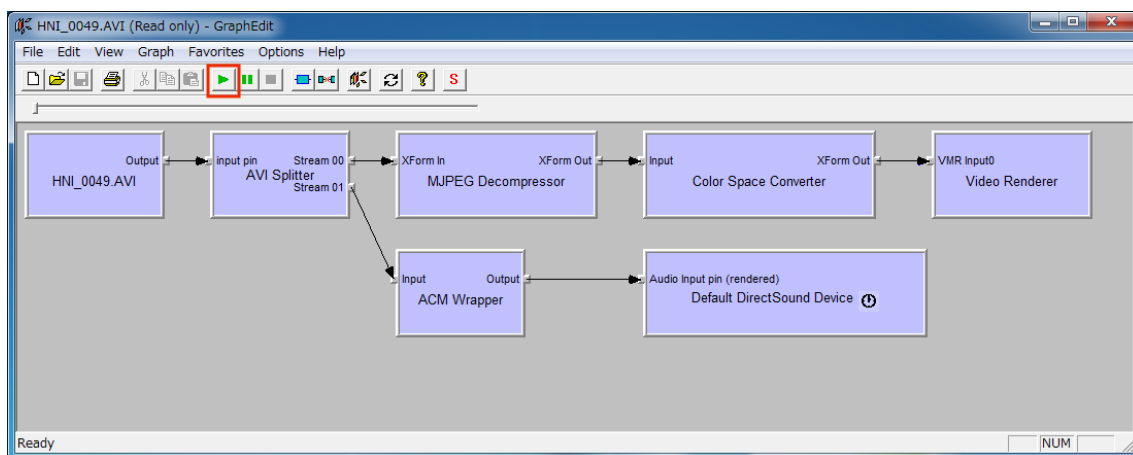 HNI_0049.AVI (Read only) - GraphEdit
File Edit View Graph Favorites Options Help
S
Output
HNI_0049.AVI
input pin Stream 00
AVI Splitter
Stream 01
XForm In XForm Out
MJPEG Decompressor
Input XForm Out
Color Space Converter
VMR Input0
Video Renderer
Input Output
ACM Wrapper
Audio Input pin (rendered)
Default DirectSound Device
Ready NUM